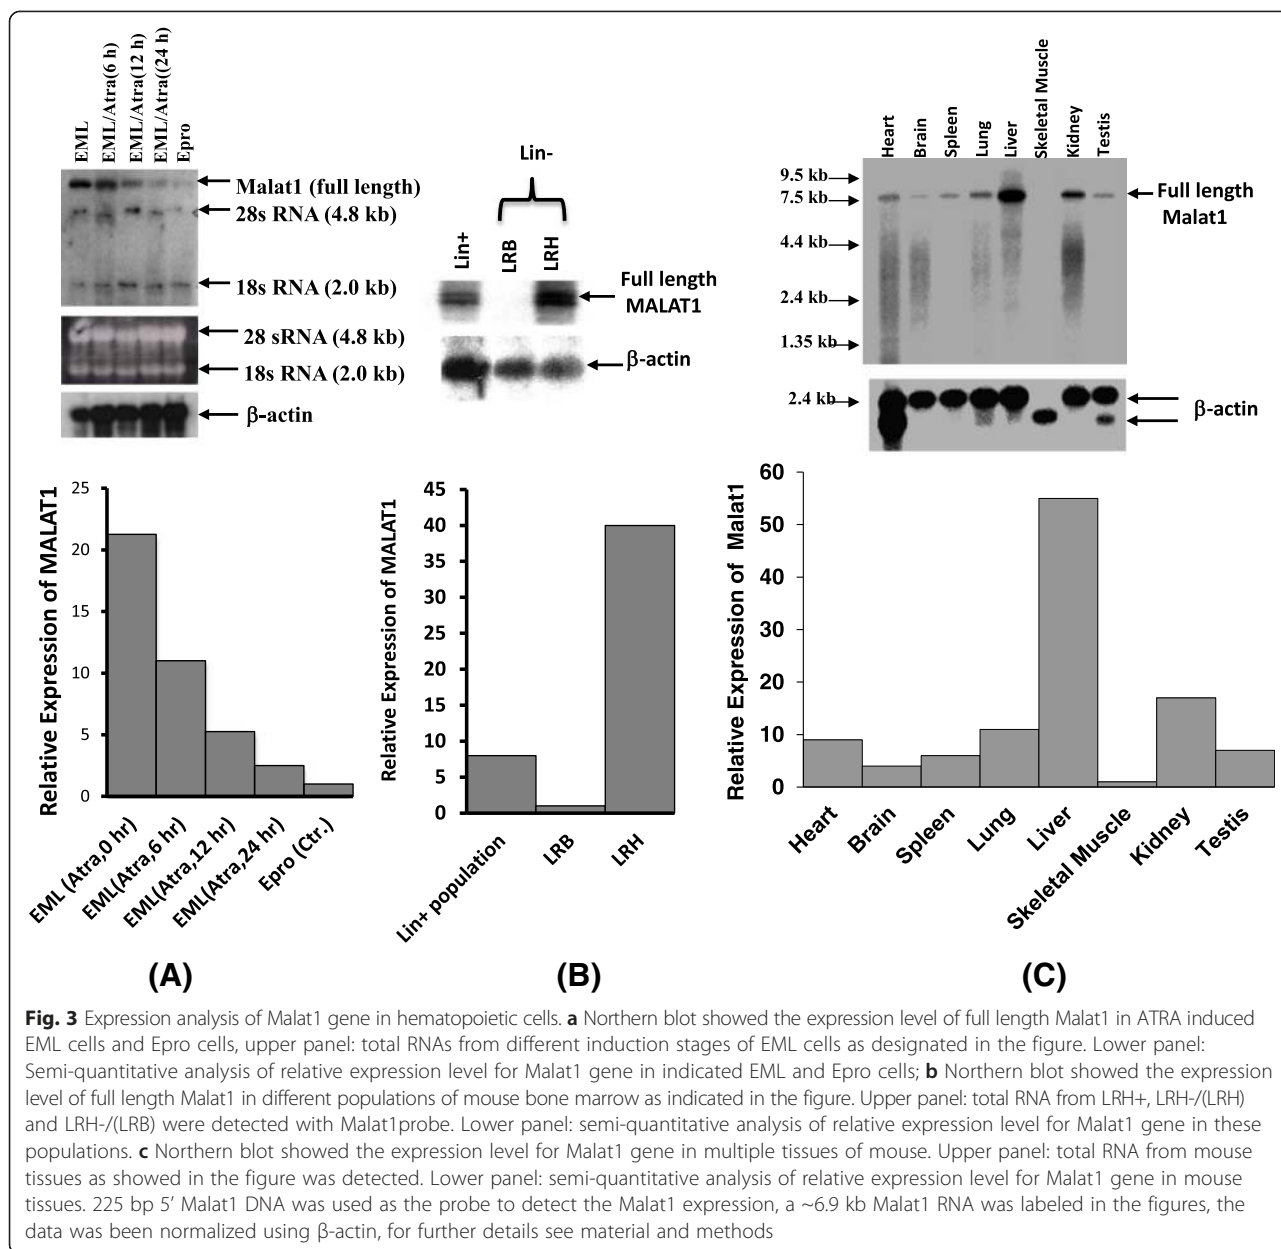 EML
EML/Atra(6 h)
EML/Atra(12 h)
EML/Atra((24 h)
Epro
Malat1 (full length)
28s RNA (4.8 kb)
18s RNA (2.0 kb)
28 sRNA (4.8 kb)
18s RNA (2.0 kb)
β-actin
Relative Expression of MALAT1
25
20
15
10
5
0
EML (Atra,0 hr)
EML(Atra,6 hr)
EML(Atra,12 hr)
EML(Atra,24 hr)
Epro (Ctr.)
(A)
Lin-
Lin+
LRB
LRH
Full length
MALAT1
β-actin
Relative Expression of MALAT1
45
40
35
30
25
20
15
10
5
0
Lin+ population
LRB
LRH
(B)
Heart
Brain
Spleen
Lung
Liver
Skeletal Muscle
Kidney
Testis
9.5 kb
7.5 kb
4.4 kb
2.4 kb
1.35 kb
Full length
Malat1
2.4 kb
β-actin
Relative Expression of Malat1
60
50
40
30
20
10
0
Heart
Brain
Spleen
Lung
Liver
Skeletal Muscle
Kidney
Testis
(C)
Fig. 3 Expression analysis of Malat1 gene in hematopoietic cells. a Northern blot showed the expression level of full length Malat1 in ATRA induced
EML cells and Epro cells, upper panel: total RNAs from different induction stages of EML cells as designated in the figure. Lower panel:
Semi-quantitative analysis of relative expression level for Malat1 gene in indicated EML and Epro cells; b Northern blot showed the expression
level of full length Malat1 in different populations of mouse bone marrow as indicated in the figure. Upper panel: total RNA from LRH+, LRH-/(LRH)
and LRH-/(LRB) were detected with Malat1probe. Lower panel: semi-quantitative analysis of relative expression level for Malat1 gene in these
populations. c Northern blot showed the expression level for Malat1 gene in multiple tissues of mouse. Upper panel: total RNA from mouse
tissues as showed in the figure was detected. Lower panel: semi-quantitative analysis of relative expression level for Malat1 gene in mouse
tissues. 225 bp 5′ Malat1 DNA was used as the probe to detect the Malat1 expression, a ~6.9 kb Malat1 RNA was labeled in the figures, the
data was been normalized using β-actin, for further details see material and methods